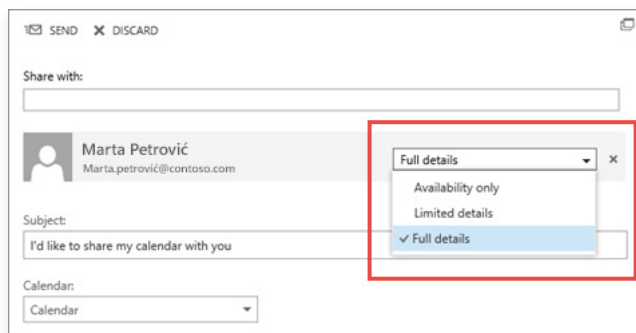 SEND DISCARD
Share with:
Marta Petrović
Marta.petrović@contoso.com
Full details
Availability only
Limited details
Full details
Subject:
I'd like to share my calendar with you
Calendar:
Calendar